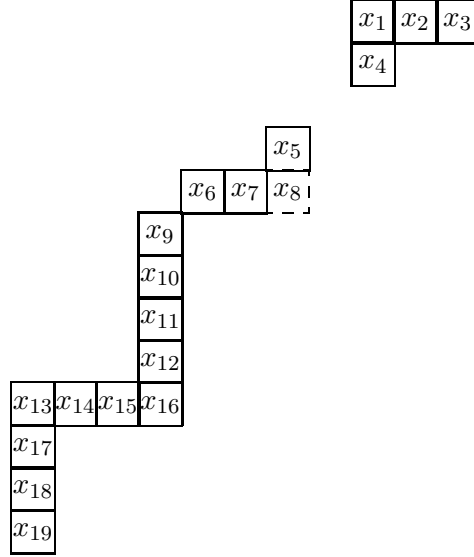 x₁ x₂ x₃
x₄
x₅
x₆ x₇ x₈
x₉
x₁₀
x₁₁
x₁₂
x₁₃ x₁₄ x₁₅ x₁₆
x₁₇
x₁₈
x₁₉